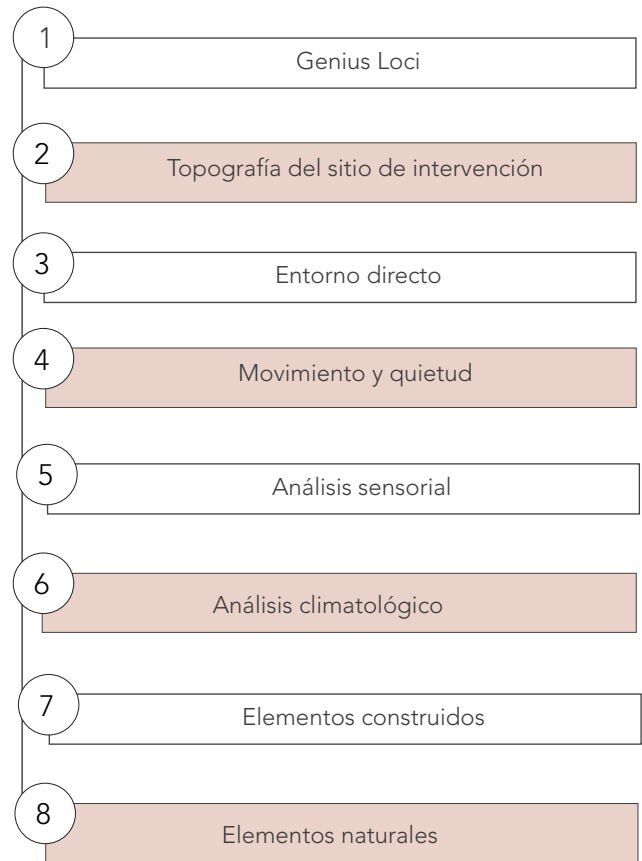 1
Genius Loci
2
Topografía del sitio de intervención
3
Entorno directo
4
Movimiento y quietud
5
Análisis sensorial
6
Análisis climatológico
7
Elementos construidos
8
Elementos naturales